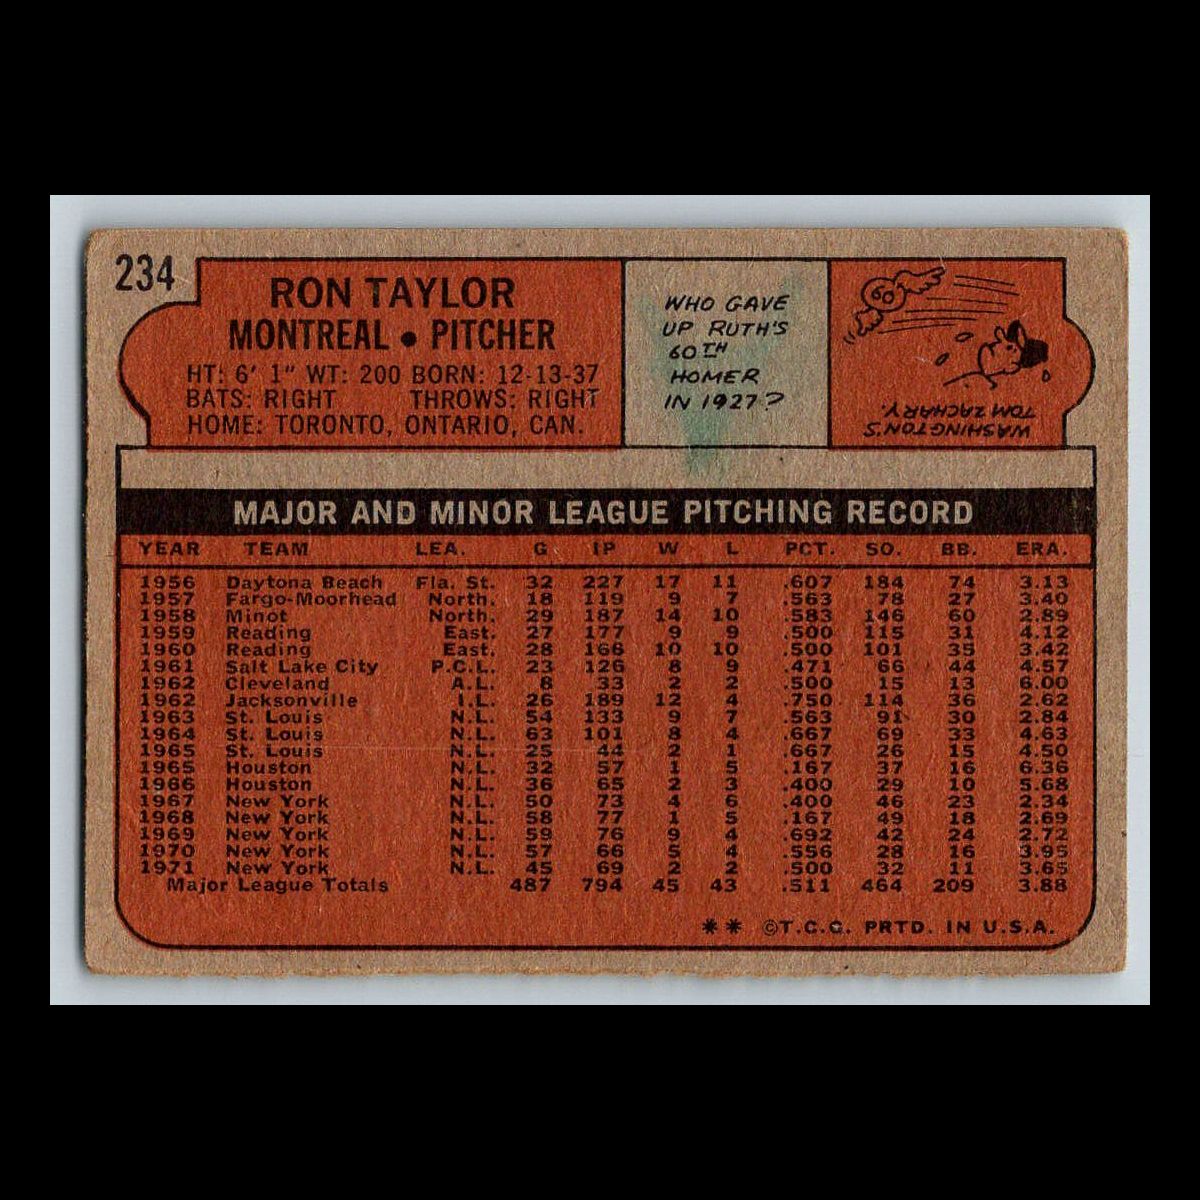 234
RON TAYLOR
MONTREAL • PITCHER
HT: 6' 1" WT: 200 BORN: 12-13-37
BATS: RIGHT THROWS: RIGHT
HOME: TORONTO, ONTARIO, CAN.
WHO GAVE
UP RUTH'S
60TH
HOMER
IN 1927?
60
WASHINGTON'S
TOM ZACHARY.
MAJOR AND MINOR LEAGUE PITCHING RECORD
YEAR TEAM LEA. G IP W L PCT. SO. BB. ERA.
1956 Daytona Beach Fla. St. 32 227 17 11 .607 184 74 3.13
1957 Fargo-Moorhead North. 18 119 9 7 .563 78 27 3.40
1958 Minot North. 29 187 14 10 .583 146 60 2.89
1959 Reading East. 27 177 9 9 .500 115 31 4.12
1960 Reading East. 28 166 10 10 .500 101 35 3.42
1961 Salt Lake City P.C.L. 23 126 8 9 .471 66 44 4.57
1962 Cleveland A.L. 8 33 2 2 .500 15 13 6.00
1962 Jacksonville I.L. 26 189 12 4 .750 114 36 2.62
1963 St. Louis N.L. 54 133 9 7 .563 91 30 2.84
1964 St. Louis N.L. 63 101 8 4 .667 69 33 4.63
1965 St. Louis N.L. 25 44 2 1 .667 26 15 4.50
1965 Houston N.L. 32 57 1 5 .167 37 16 6.36
1966 Houston N.L. 36 65 2 3 .400 29 10 5.68
1967 New York N.L. 50 73 4 6 .400 46 23 2.34
1968 New York N.L. 58 77 1 5 .167 49 18 2.69
1969 New York N.L. 59 76 9 4 .692 42 24 2.72
1970 New York N.L. 57 66 5 4 .556 28 16 3.95
1971 New York N.L. 45 69 2 2 .500 32 11 3.65
Major League Totals 487 794 45 43 .511 464 209 3.88
** ©T.C.G. PRTD. IN U.S.A.